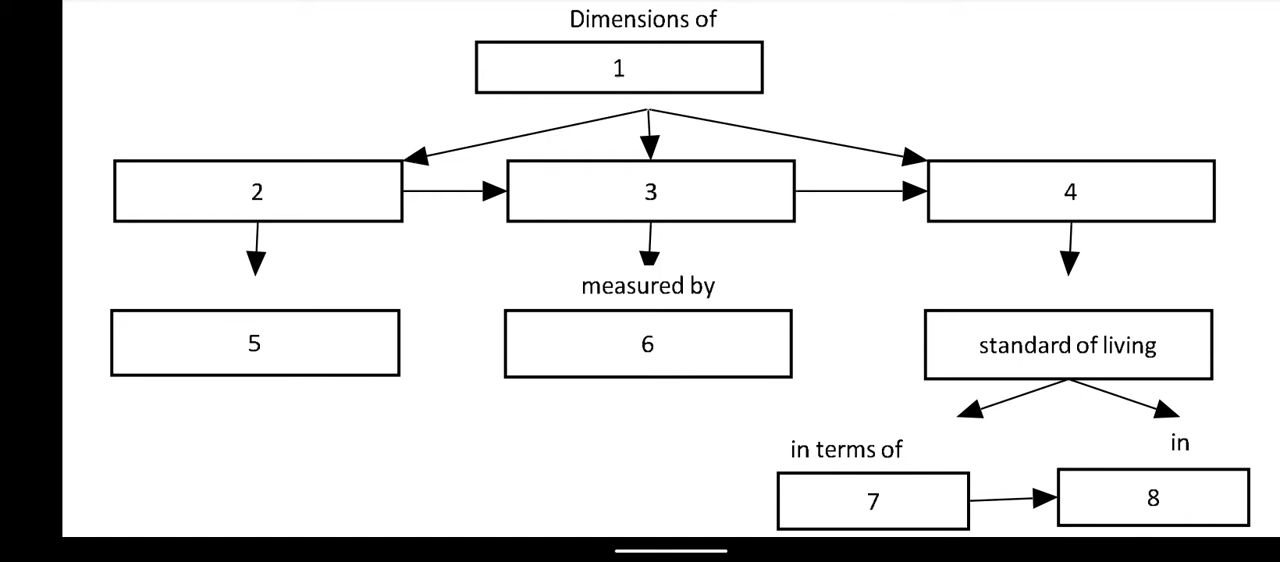 Dimensions of
1
2
3
4
measured by
5
6
standard of living
in terms of
in
7
8